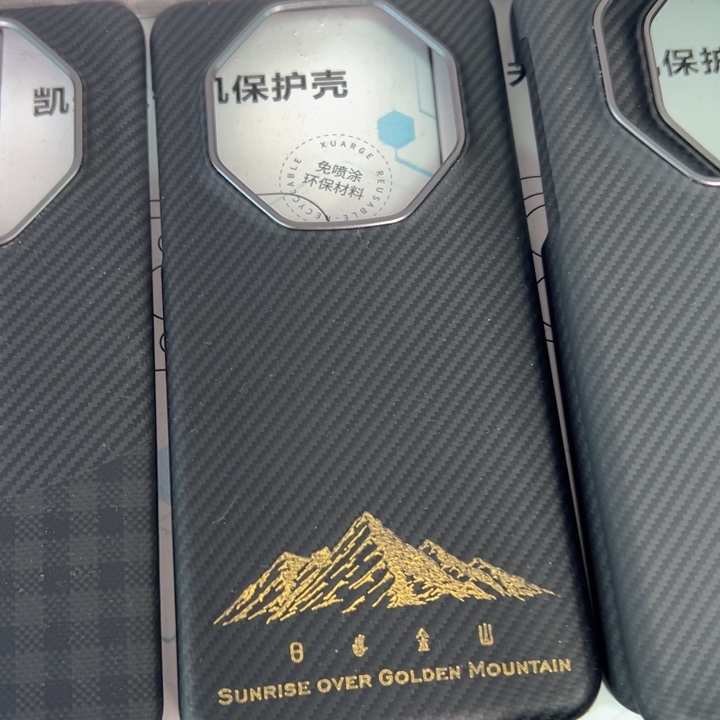 凯
机保护壳
保护
XUARGE
REUSABLE
RECYCLABLE
免喷涂
环保材料
日 照 金 山
SUNRISE OVER GOLDEN MOUNTAIN